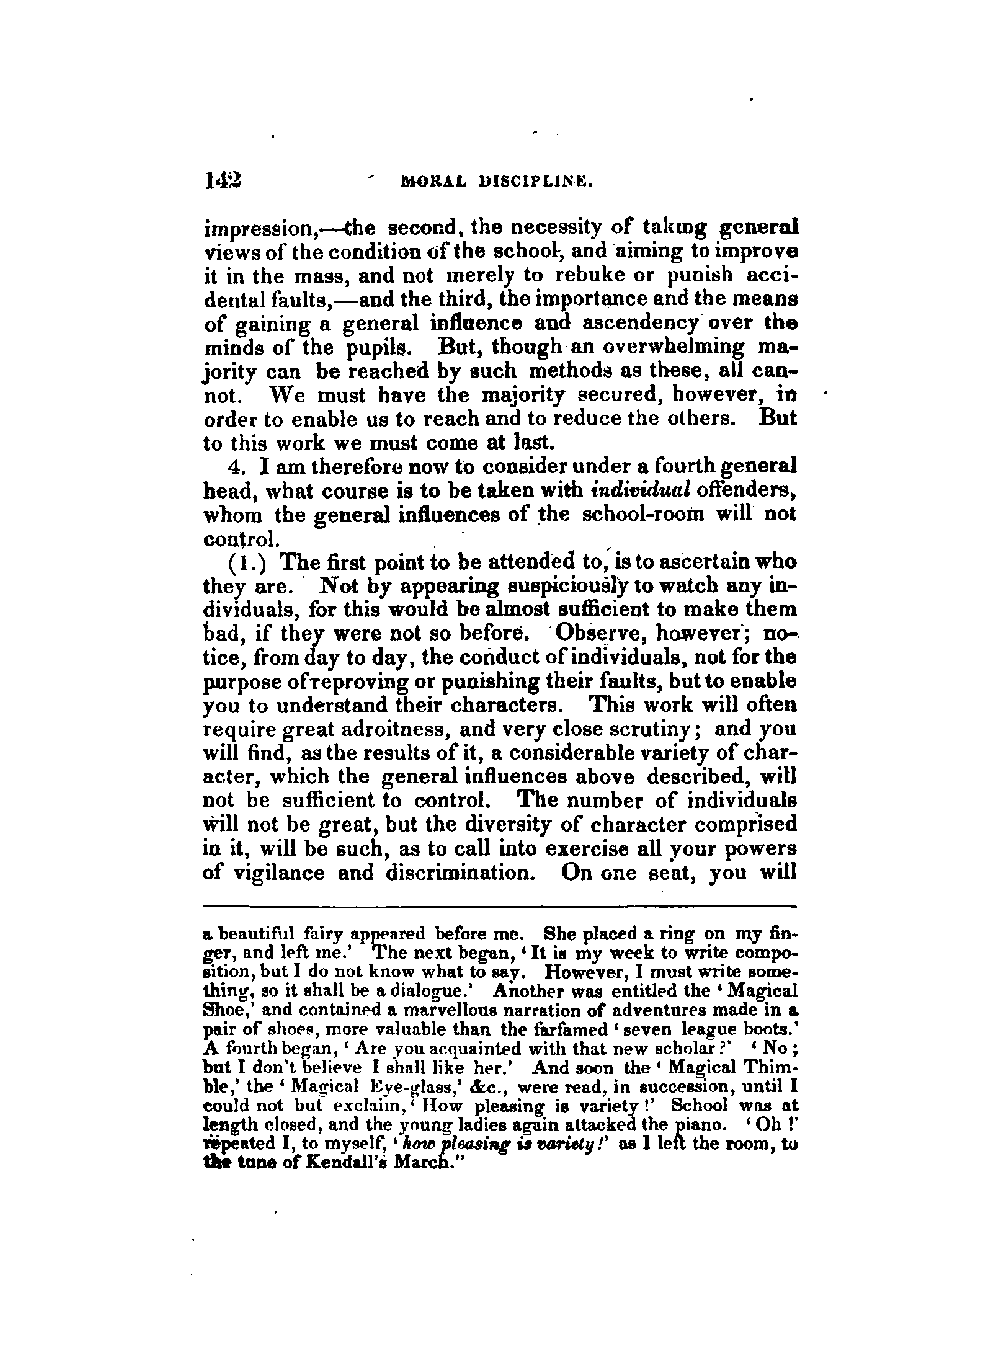 142 MORAL DISCIPLINE.
impression,—the second, the necessity of taking general
views of the condition of the school, and aiming to improve
it in the mass, and not merely to rebuke or punish acci-
dental faults,—and the third, the importance and the means
of gaining a general influence and ascendency over the
minds of the pupils. But, though an overwhelming ma-
jority can be reached by such methods as these, all can-
not. We must have the majority secured, however, in
order to enable us to reach and to reduce the others. But
to this work we must come at last.
4. I am therefore now to consider under a fourth general
head, what course is to be taken with individual offenders,
whom the general influences of the school-room will not
control.
(1.) The first point to be attended to, is to ascertain who
they are. Not by appearing suspiciously to watch any in-
dividuals, for this would be almost sufficient to make them
bad, if they were not so before. Observe, however; no-
tice, from day to day, the conduct of individuals, not for the
purpose of reproving or punishing their faults, but to enable
you to understand their characters. This work will often
require great adroitness, and very close scrutiny; and you
will find, as the results of it, a considerable variety of char-
acter, which the general influences above described, will
not be sufficient to control. The number of individuals
will not be great, but the diversity of character comprised
in it, will be such, as to call into exercise all your powers
of vigilance and discrimination. On one seat, you will
a beautiful fairy appeared before me. She placed a ring on my fin-
ger, and left me.' The next began, 'It is my week to write compo-
sition, but I do not know what to say. However, I must write some-
thing, so it shall be a dialogue.' Another was entitled the 'Magical
Shoe,' and contained a marvellous narration of adventures made in a
pair of shoes, more valuable than the farfamed 'seven league boots.'
A fourth began, 'Are you acquainted with that new scholar?' 'No;
but I don't believe I shall like her.' And soon the 'Magical Thim-
ble,' the 'Magical Eye-glass,' &c., were read, in succession, until I
could not but exclaim, 'How pleasing is variety!' School was at
length closed, and the young ladies again attacked the piano. 'Oh!'
repeated I, to myself, 'how pleasing is variety!' as I left the room, to
the tune of Kendall's March."